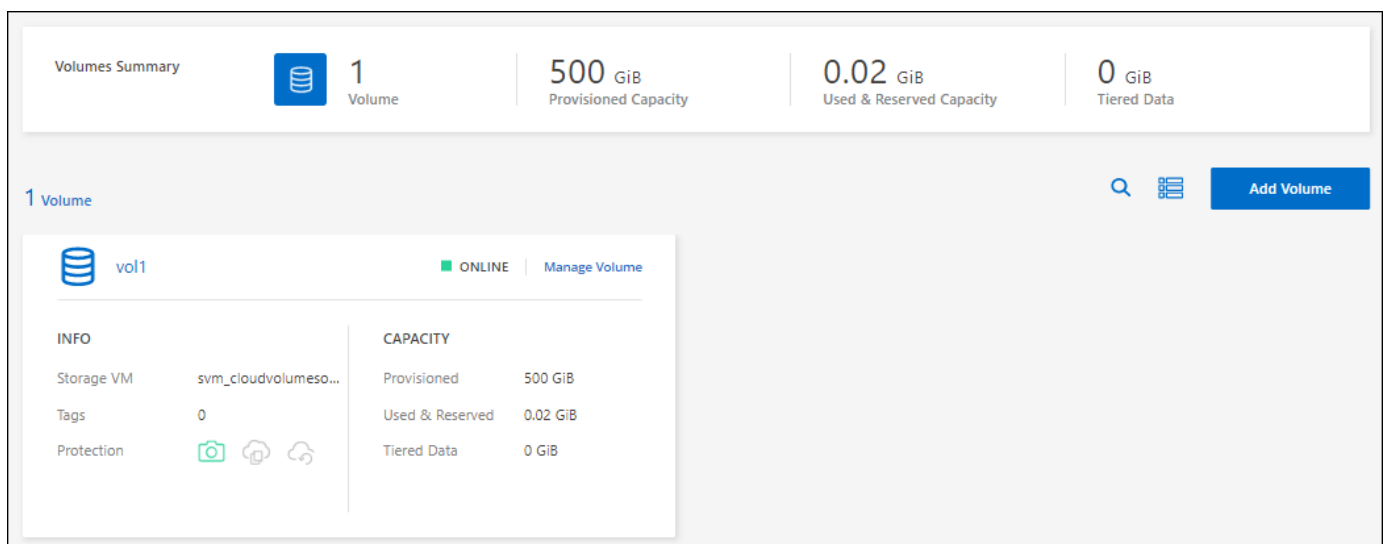 Volumes Summary
1
Volume
500 GiB
Provisioned Capacity
0.02 GiB
Used & Reserved Capacity
0 GiB
Tiered Data
1 Volume
Add Volume
vol1
ONLINE
Manage Volume
INFO
Storage VM svm_cloudvolumeso...
Tags 0
Protection
CAPACITY
Provisioned 500 GiB
Used & Reserved 0.02 GiB
Tiered Data 0 GiB